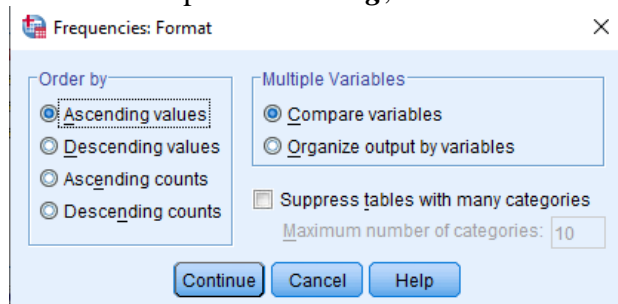 g,
Frequencies: Format
Order by
Ascending values
Descending values
Ascending counts
Descending counts
Multiple Variables
Compare variables
Organize output by variables
Suppress tables with many categories
Maximum number of categories: 10
Continue Cancel Help